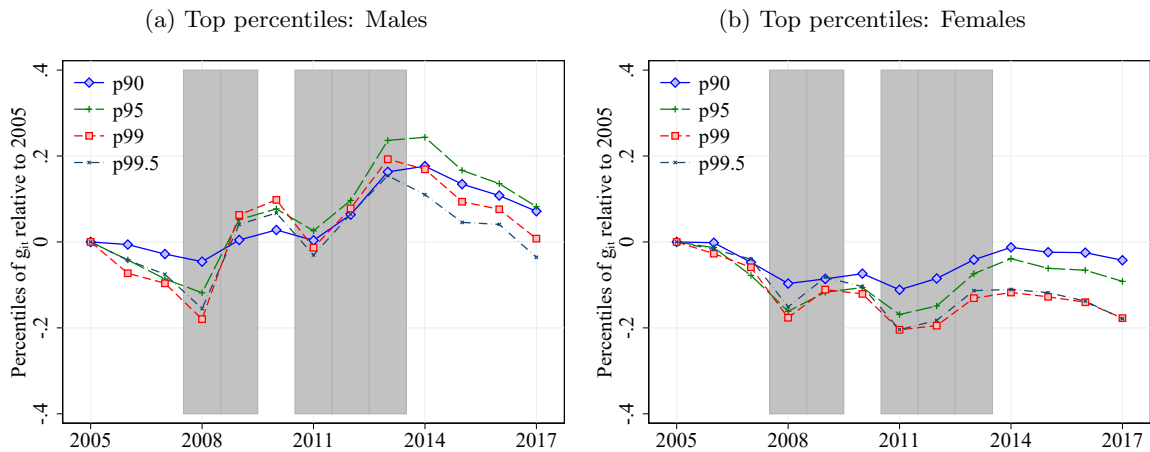 (a) Top percentiles: Males
Percentiles of gᵢₜ relative to 2005
.4
.2
0
-.2
-.4
p90
p95
p99
p99.5
2005 2008 2011 2014 2017
(b) Top percentiles: Females
Percentiles of gᵢₜ relative to 2005
.4
.2
0
-.2
-.4
p90
p95
p99
p99.5
2005 2008 2011 2014 2017